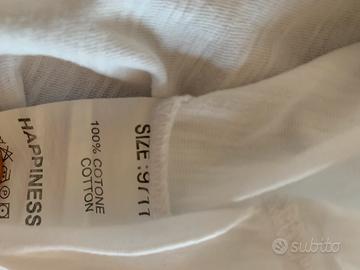 SIZE:9/11
100% COTONE
COTTON
HAPPINESS
subito